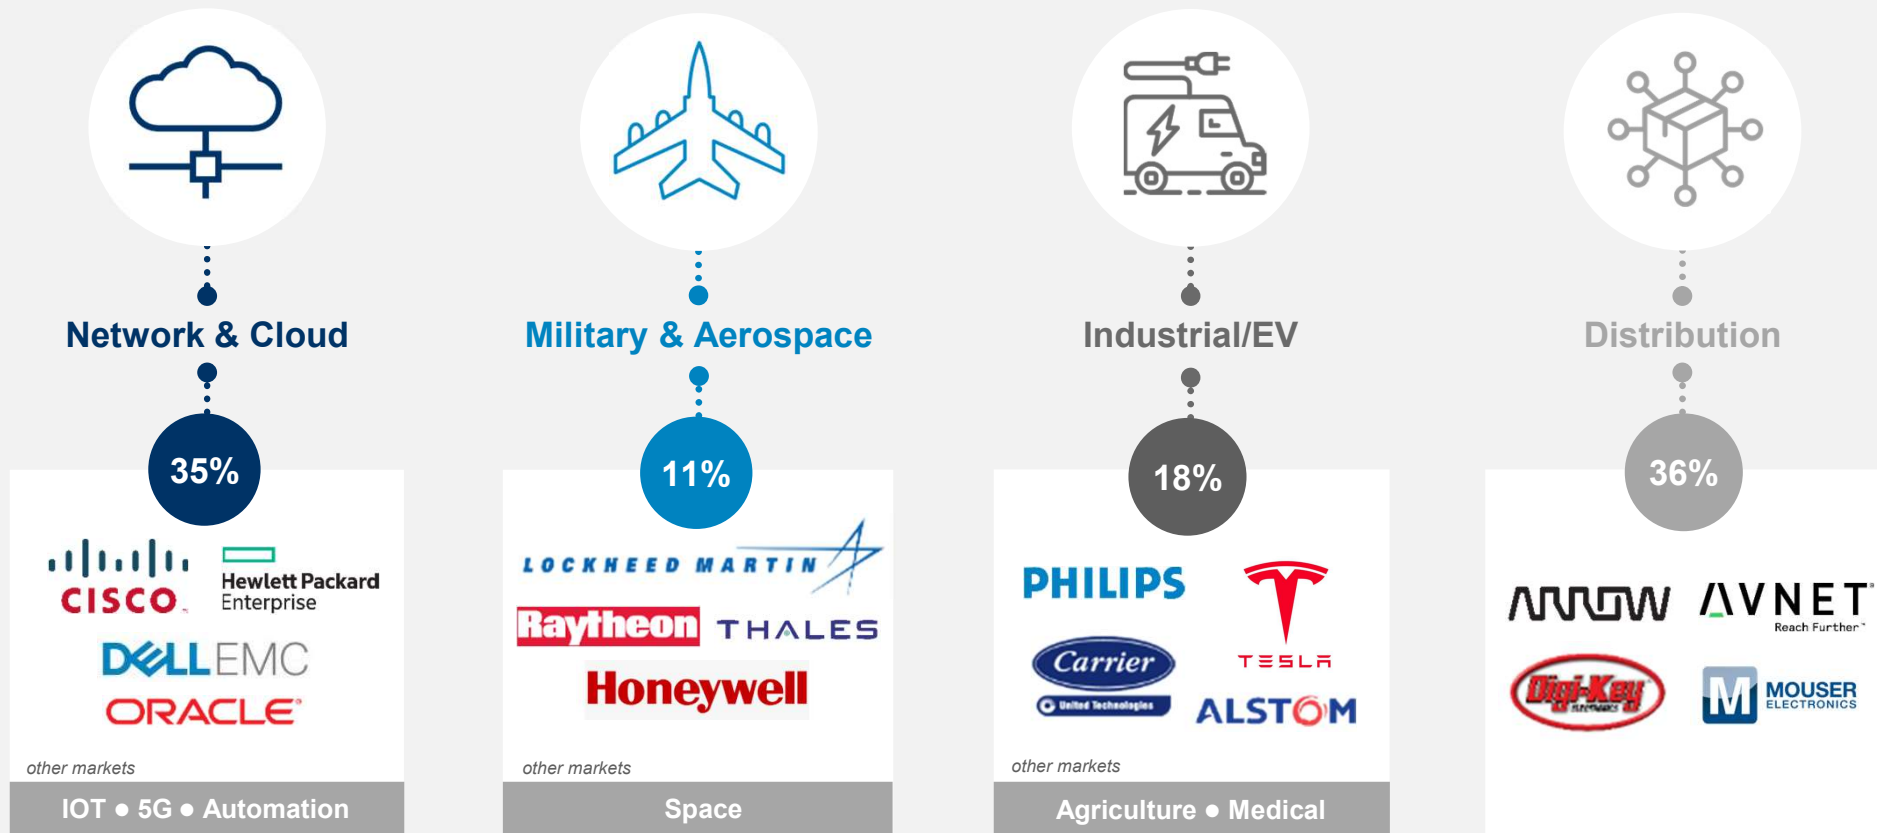 Network & Cloud
35%
CISCO
Hewlett Packard
Enterprise
DELLEMC
ORACLE
other markets
IOT ● 5G ● Automation
Military & Aerospace
11%
LOCKHEED MARTIN
Raytheon
THALES
Honeywell
other markets
Space
Industrial/EV
18%
PHILIPS
TESLA
Carrier
United Technologies
ALSTOM
other markets
Agriculture ● Medical
Distribution
36%
ARROW
AVNET
Reach Further™
Digi-Key
ELECTRONICS
M
MOUSER
ELECTRONICS